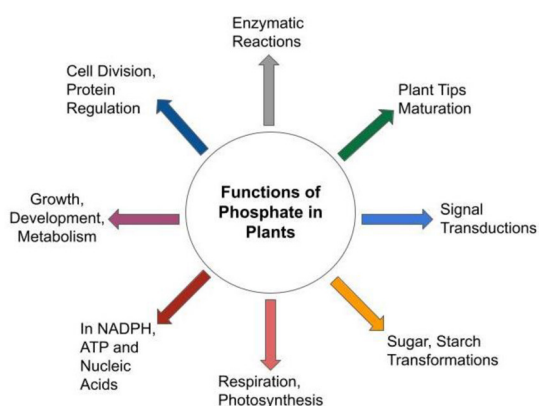 Enzymatic
Reactions
Cell Division,
Protein
Regulation
Plant Tips
Maturation
Functions of
Phosphate in
Plants
Growth,
Development,
Metabolism
Signal
Transductions
In NADPH,
ATP and
Nucleic
Acids
Sugar, Starch
Transformations
Respiration,
Photosynthesis